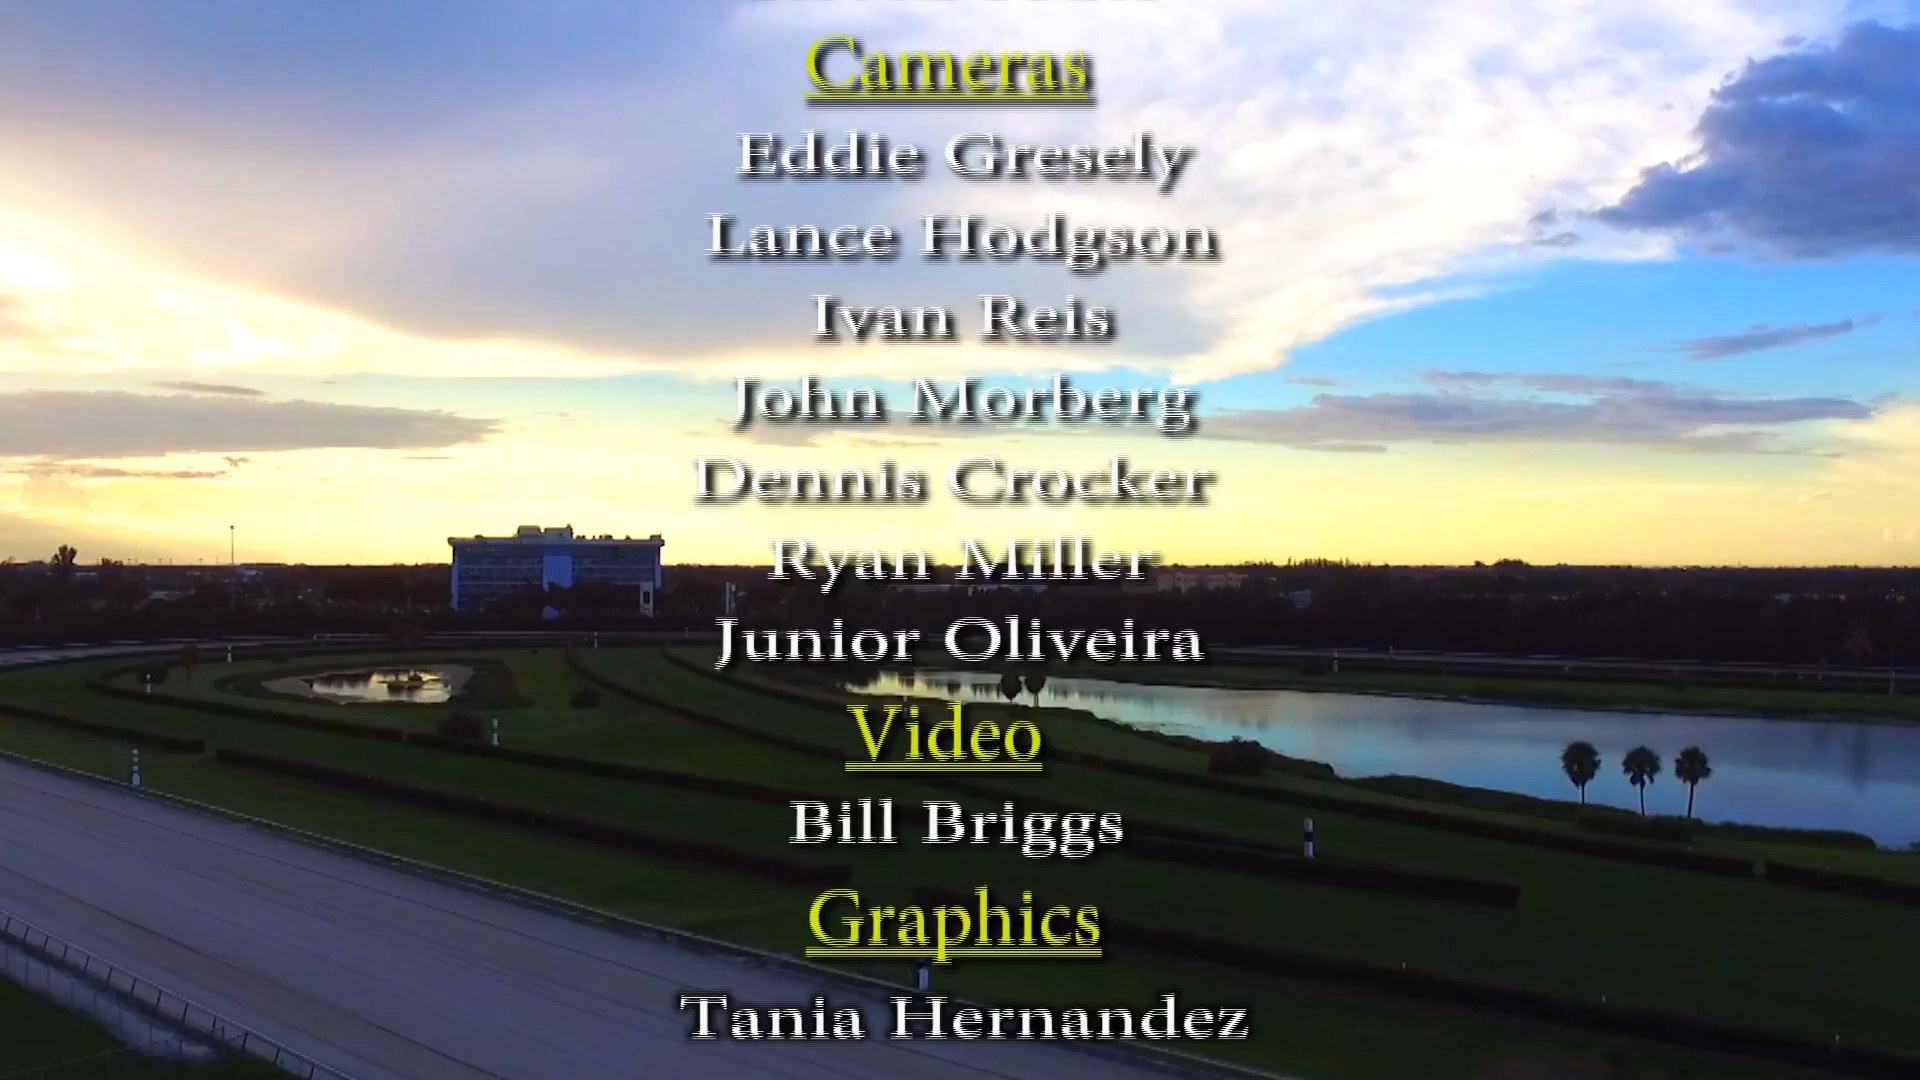 Cameras
Eddie Gresely
Lance Hodgson
Ivan Reis
John Morberg
Dennis Crocker
Ryan Miller
Junior Oliveira
Video
Bill Briggs
Graphics
Tania Hernandez